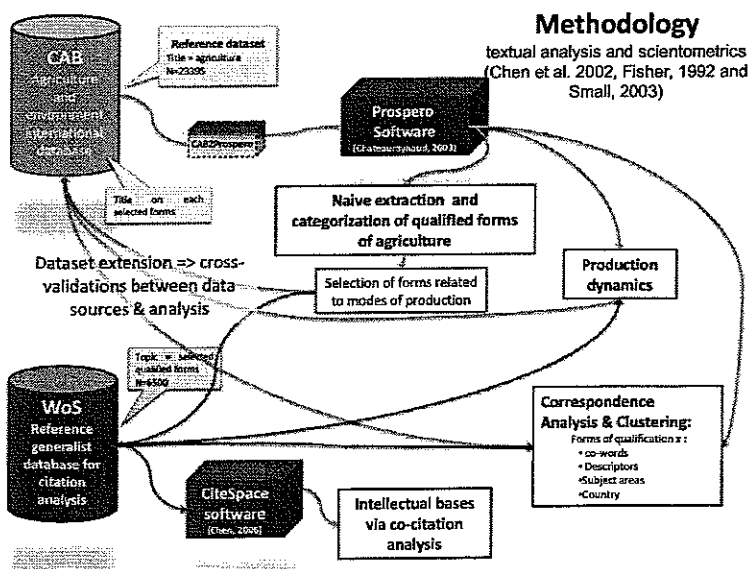 Methodology
textual analysis and scientometrics
(Chen et al. 2002, Fisher, 1992 and
Small, 2003)
CAB
Agriculture
and
environment
international
database
Reference dataset
Title = agriculture
N=23395
CAB2Prospero
Prospero
Software
(Chateauraynaud, 2003)
Title on each
selected forms
Naive extraction and
categorization of qualified forms
of agriculture
Dataset extension => cross-
validations between data
sources & analysis
Selection of forms related
to modes of production
Production
dynamics
Topic = selected
qualified forms
N=6500
WoS
Reference
generalist
database for
citation
analysis
Correspondence
Analysis & Clustering:
Forms of qualification x :
• co-words
• Descriptors
•Subject areas
•Country
CiteSpace
software
(Chen, 2006)
Intellectual bases
via co-citation
analysis